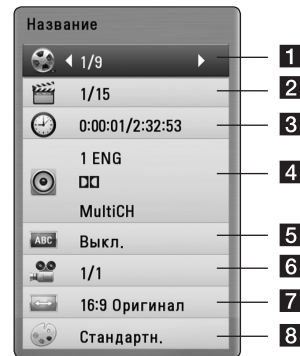 Название
1/9 1
1/15 2
0:00:01/2:32:53 3
1 ENG
MultiCH 4
ABC Выкл. 5
1/1 6
16:9 Оригинал 7
Стандартн. 8